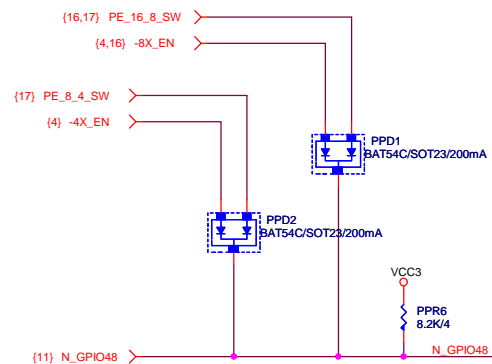 {16,17} PE_16_8_SW
{4,16} -8X_EN
{17} PE_8_4_SW
{4} -4X_EN
PPD1
BAT54C/SOT23/200mA
PPD2
BAT54C/SOT23/200mA
VCC3
PPR6
8.2K/4
{11} N_GPIO48
N_GPIO48